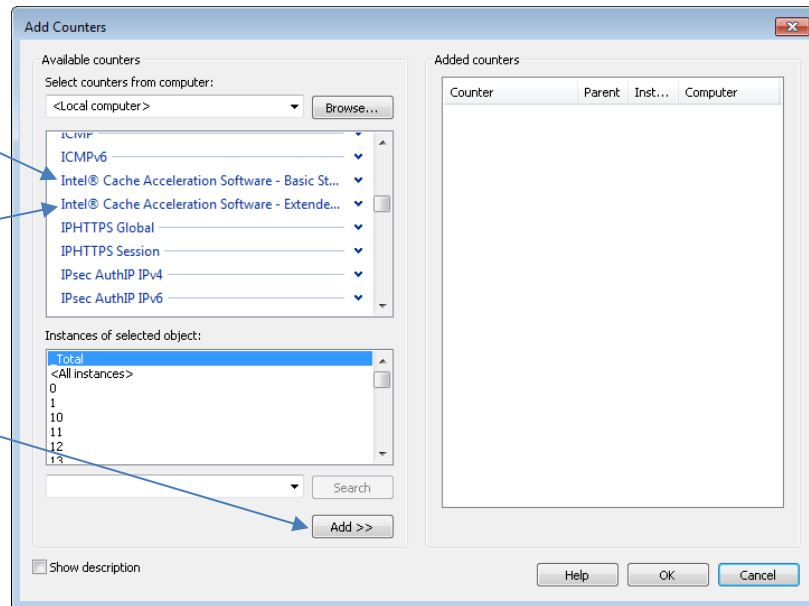 Add Counters
Available counters
Select counters from computer:
<Local computer>
Browse...
ICMP
ICMPv6
Intel® Cache Acceleration Software - Basic St...
Intel® Cache Acceleration Software - Extende...
IPHTTPS Global
IPHTTPS Session
IPsec AuthIP IPv4
IPsec AuthIP IPv6
Instances of selected object:
_Total
<All instances>
0
1
10
11
12
13
Search
Add >>
Show description
Added counters
Counter Parent Inst... Computer
Help OK Cancel